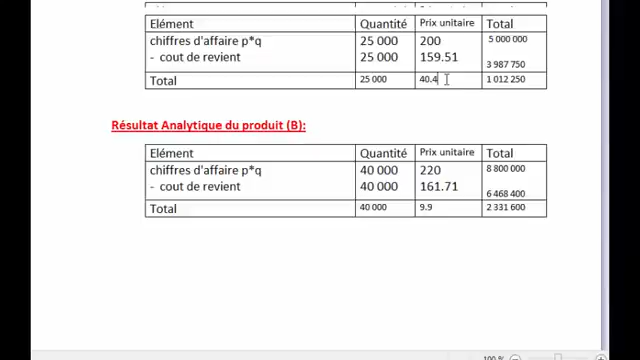 Elément Quantité Prix unitaire Total
chiffres d'affaire p*q 25 000 200 5 000 000
- cout de revient 25 000 159.51 3 987 750
Total 25 000 40.4 1 012 250
Résultat Analytique du produit (B):
Elément Quantité Prix unitaire Total
chiffres d'affaire p*q 40 000 220 8 800 000
- cout de revient 40 000 161.71 6 468 400
Total 40 000 9.9 2 331 600
100 %